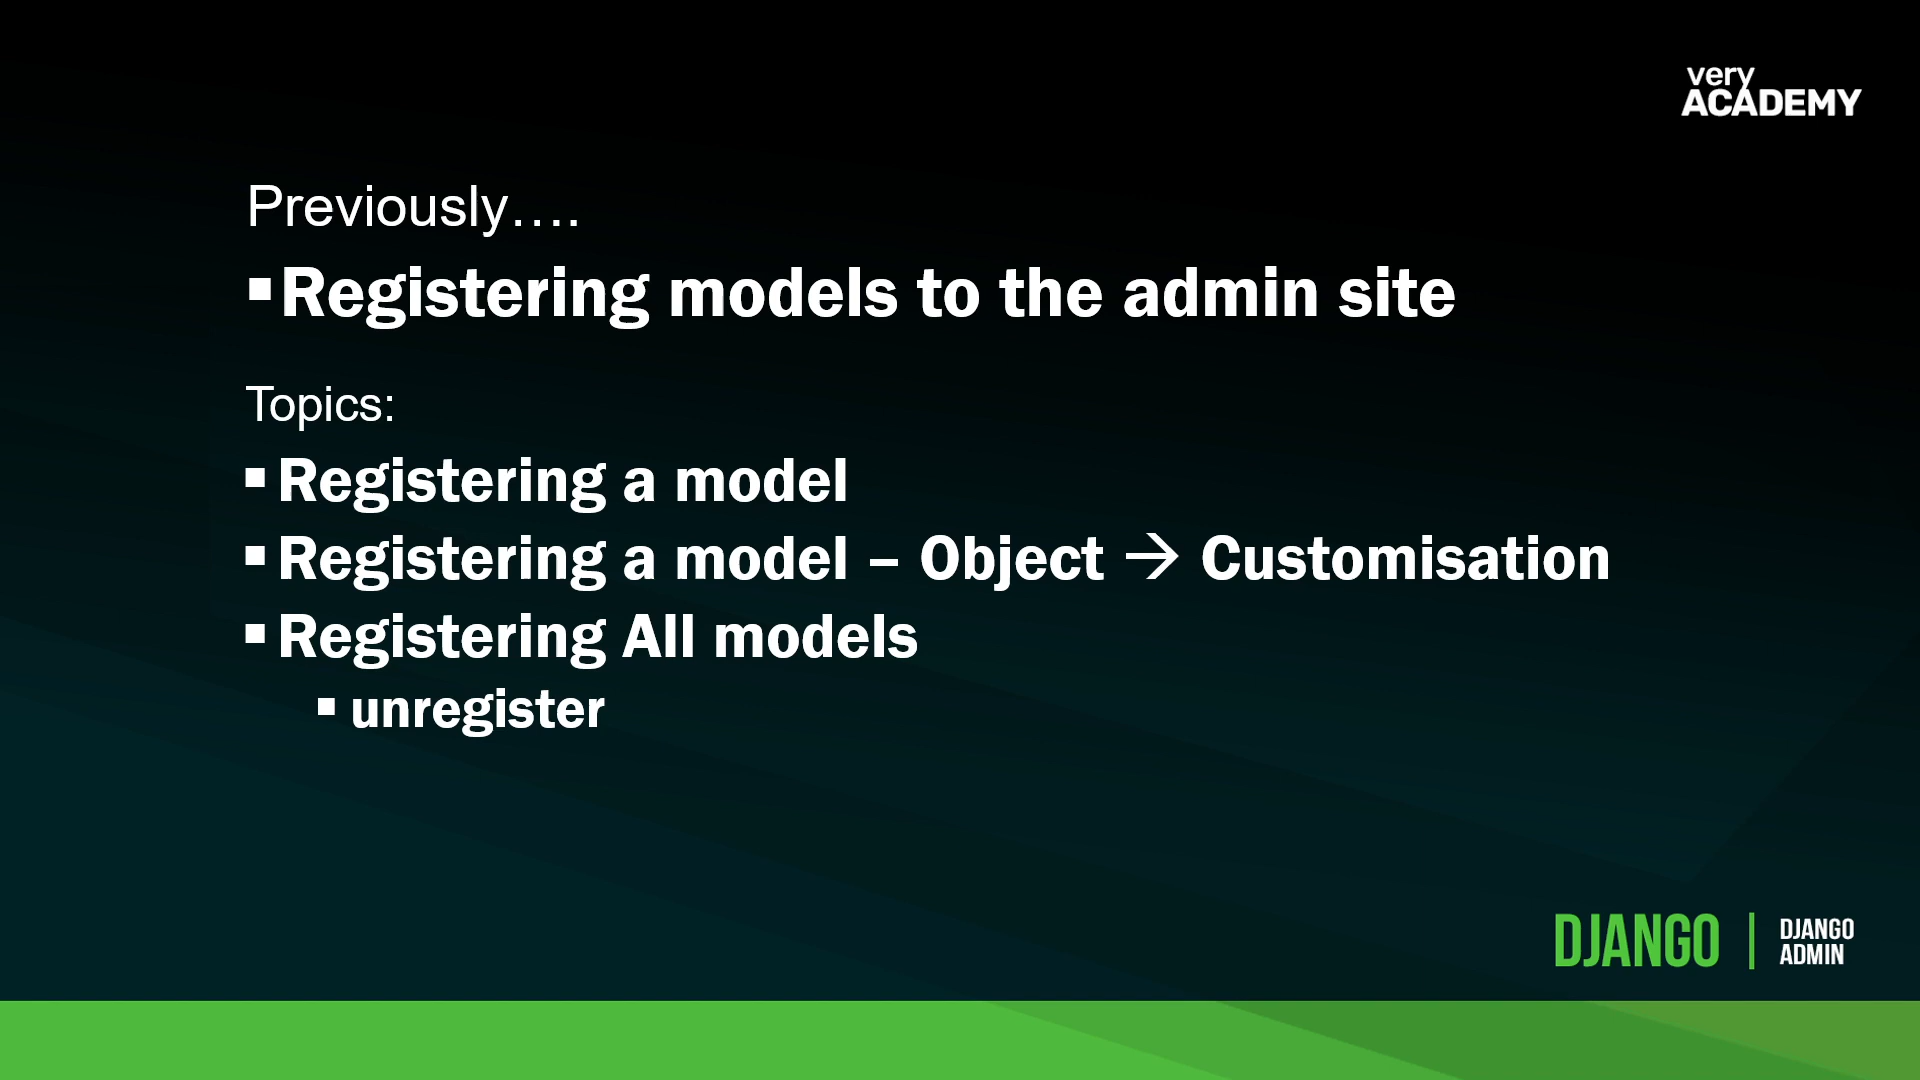 very
ACADEMY
Previously….
▪Registering models to the admin site
Topics:
▪Registering a model
▪Registering a model – Object → Customisation
▪Registering All models
▪unregister
DJANGO | DJANGO
ADMIN